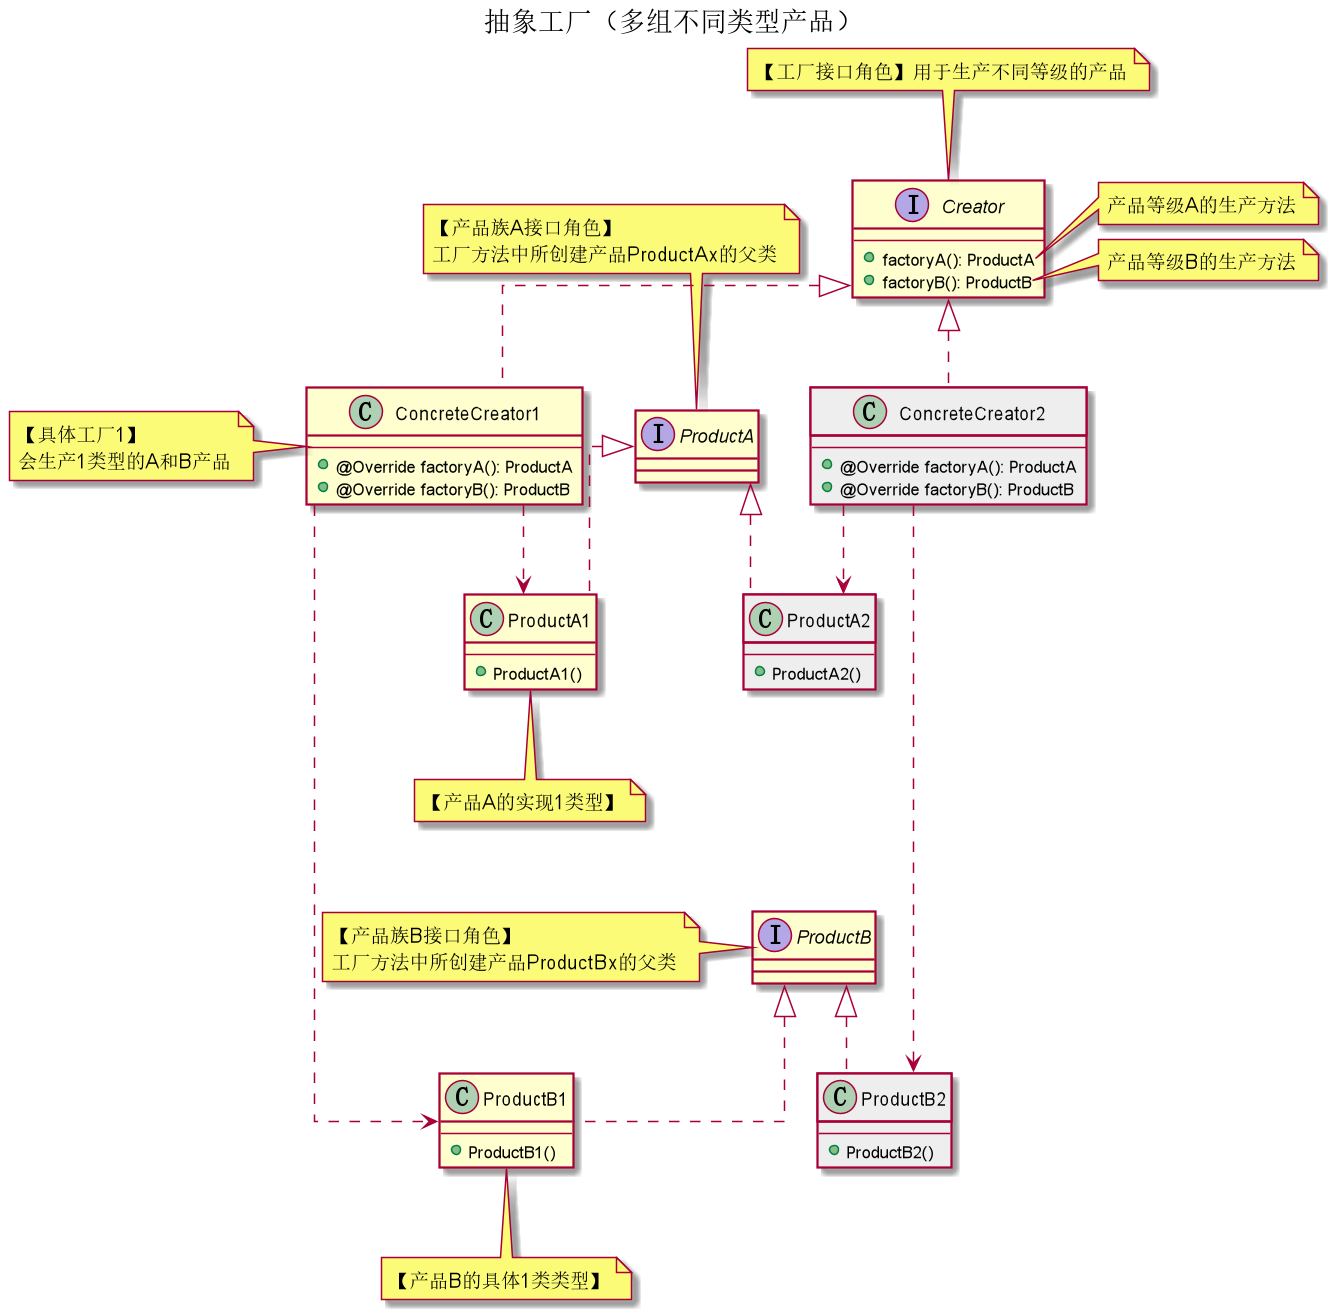 抽象工厂（多组不同类型产品）
【工厂接口角色】用于生产不同等级的产品
I Creator
factoryA(): ProductA
factoryB(): ProductB
产品等级A的生产方法
产品等级B的生产方法
【产品族A接口角色】
工厂方法中所创建产品ProductAx的父类
【具体工厂1】
会生产1类型的A和B产品
C ConcreteCreator1
@Override factoryA(): ProductA
@Override factoryB(): ProductB
I ProductA
C ConcreteCreator2
@Override factoryA(): ProductA
@Override factoryB(): ProductB
C ProductA1
ProductA1()
C ProductA2
ProductA2()
【产品A的实现1类型】
【产品族B接口角色】
工厂方法中所创建产品ProductBx的父类
I ProductB
C ProductB1
ProductB1()
C ProductB2
ProductB2()
【产品B的具体1类类型】